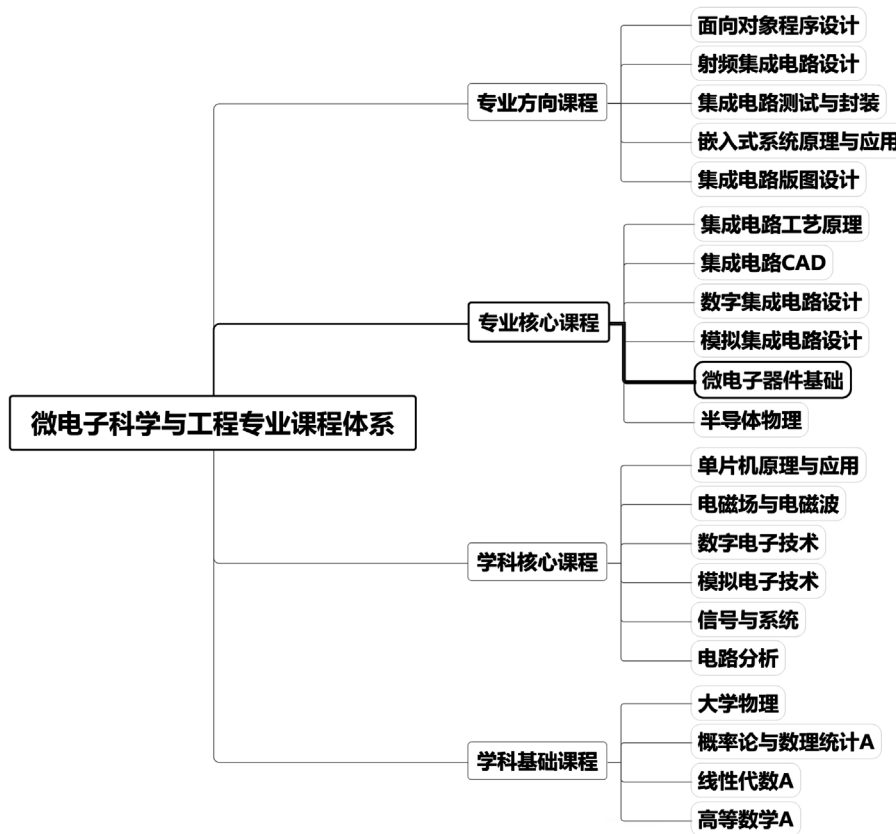 微电子科学与工程专业课程体系
专业方向课程
面向对象程序设计
射频集成电路设计
集成电路测试与封装
嵌入式系统原理与应用
集成电路版图设计
专业核心课程
集成电路工艺原理
集成电路CAD
数字集成电路设计
模拟集成电路设计
微电子器件基础
半导体物理
学科核心课程
单片机原理与应用
电磁场与电磁波
数字电子技术
模拟电子技术
信号与系统
电路分析
学科基础课程
大学物理
概率论与数理统计A
线性代数A
高等数学A